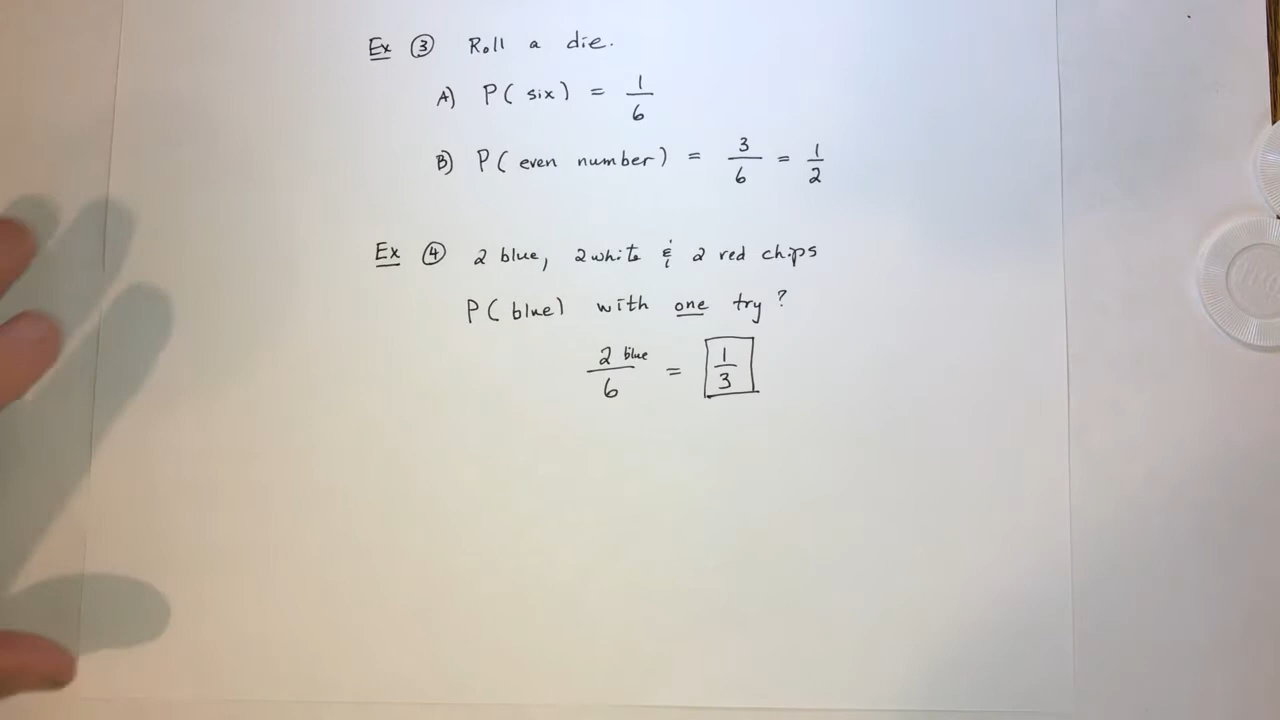 Ex ③ Roll a die.
A) P( six) = 1/6
B) P( even number) = 3/6 = 1/2
Ex ④ 2 blue, 2 white & 2 red chips
P( blue) with one try?
2 blue/6 = 1/3